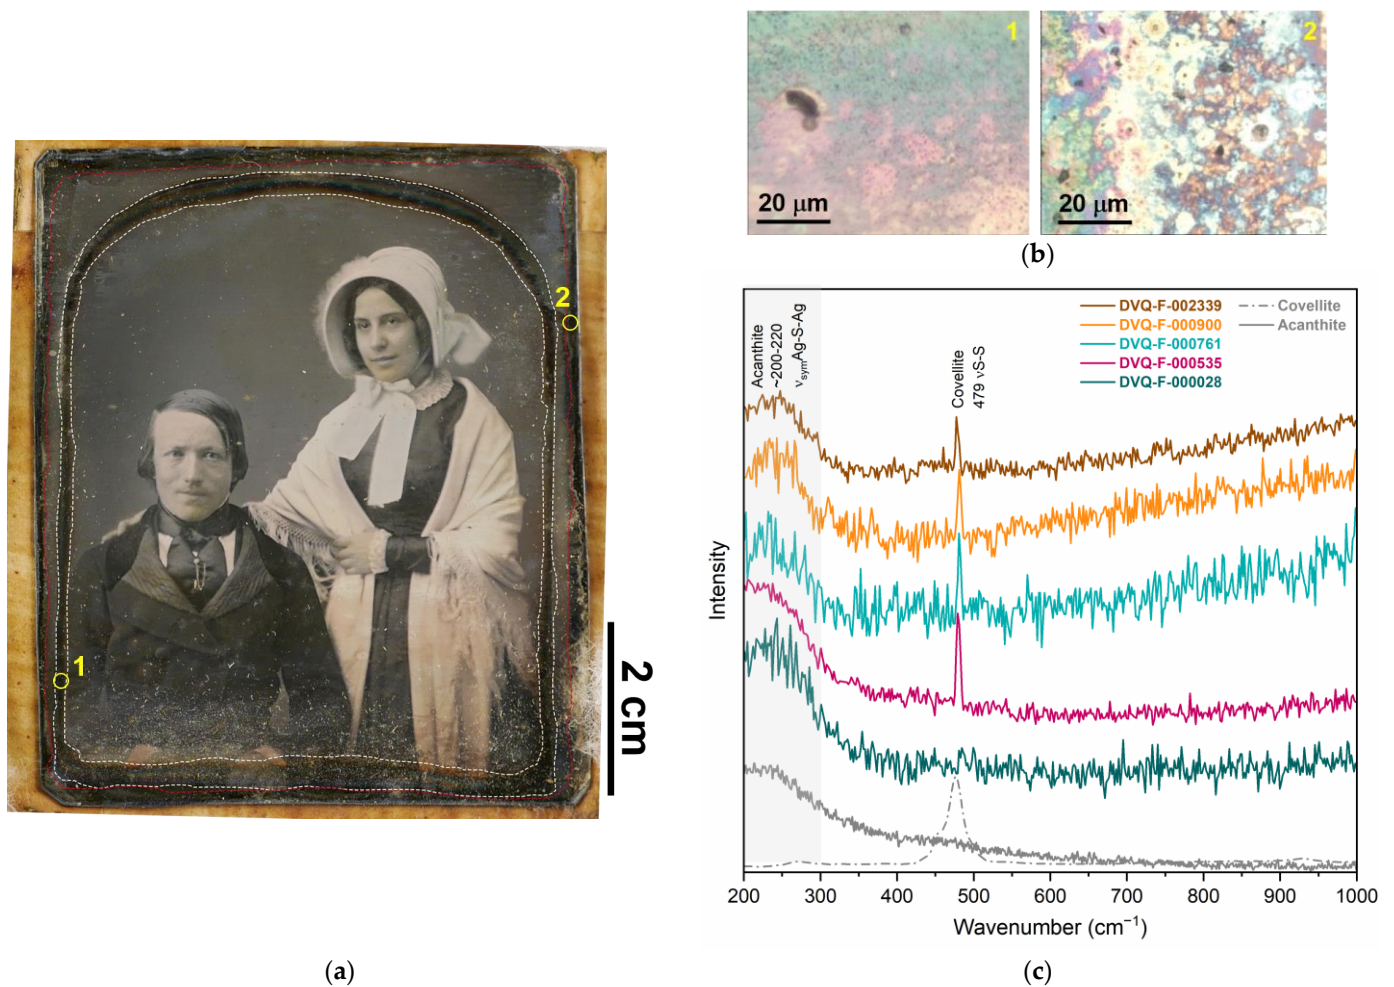 1
2
20 μm
20 μm
(b)
2
1
2 cm
(a)
Acanthite
~200-220
νsymAg-S-Ag
Covellite
479 νS-S
DVQ-F-002339
DVQ-F-000900
DVQ-F-000761
DVQ-F-000535
DVQ-F-000028
Covellite
Acanthite
Intensity
200 300 400 500 600 700 800 900 1000
Wavenumber (cm⁻¹)
(c)